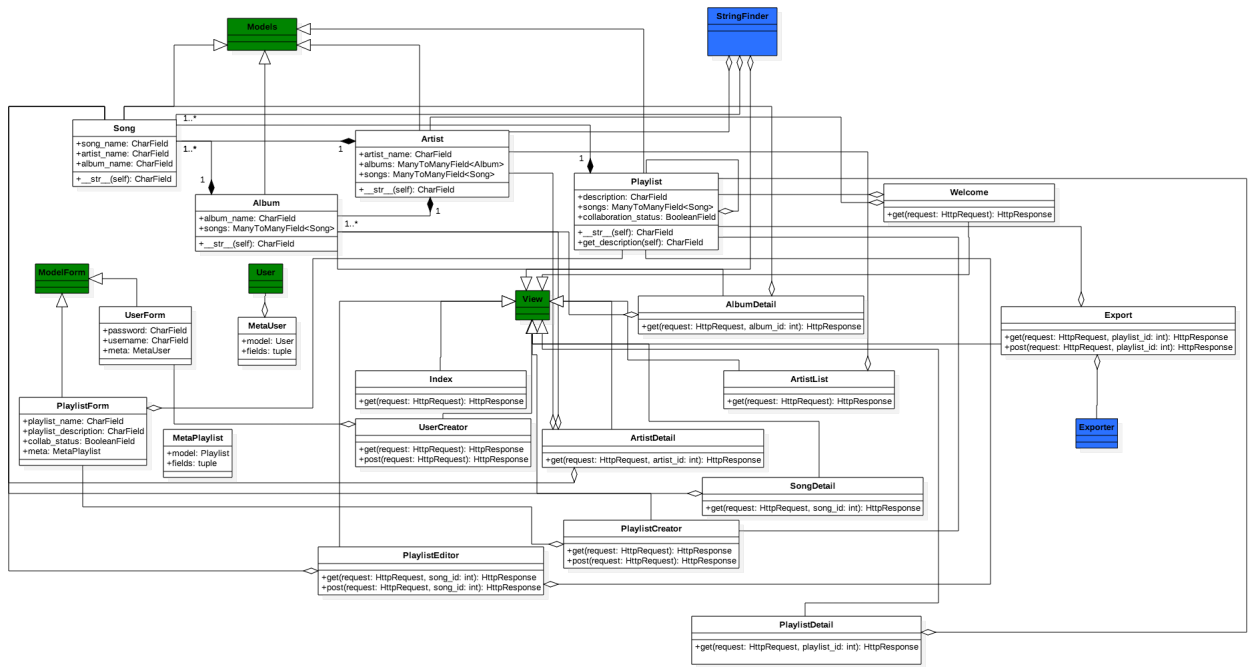 Models
StringFinder
1..*
Song
+song_name: CharField
+artist_name: CharField
+album_name: CharField
+__str__(self): CharField
1..*
1
1
Artist
+artist_name: CharField
+albums: ManyToManyField<Album>
+songs: ManyToManyField<Song>
+__str__(self): CharField
1
1
Playlist
+description: CharField
+songs: ManyToManyField<Song>
+collaboration_status: BooleanField
+__str__(self): CharField
+get_description(self): CharField
Welcome
+get(request: HttpRequest): HttpResponse
Album
+album_name: CharField
+songs: ManyToManyField<Song>
+__str__(self): CharField
1..*
ModelForm
User
UserForm
+password: CharField
+username: CharField
+meta: MetaUser
MetaUser
+model: User
+fields: tuple
View
AlbumDetail
+get(request: HttpRequest, album_id: int): HttpResponse
Export
+get(request: HttpRequest, playlist_id: int): HttpResponse
+post(request: HttpRequest, playlist_id: int): HttpResponse
Index
+get(request: HttpRequest): HttpResponse
ArtistList
+get(request: HttpRequest): HttpResponse
PlaylistForm
+playlist_name: CharField
+playlist_description: CharField
+collab_status: BooleanField
+meta: MetaPlaylist
MetaPlaylist
+model: Playlist
+fields: tuple
UserCreator
+get(request: HttpRequest): HttpResponse
+post(request: HttpRequest): HttpResponse
ArtistDetail
+get(request: HttpRequest, artist_id: int): HttpResponse
Exporter
SongDetail
+get(request: HttpRequest, song_id: int): HttpResponse
PlaylistCreator
+get(request: HttpRequest): HttpResponse
+post(request: HttpRequest): HttpResponse
PlaylistEditor
+get(request: HttpRequest, song_id: int): HttpResponse
+post(request: HttpRequest, song_id: int): HttpResponse
PlaylistDetail
+get(request: HttpRequest, playlist_id: int): HttpResponse